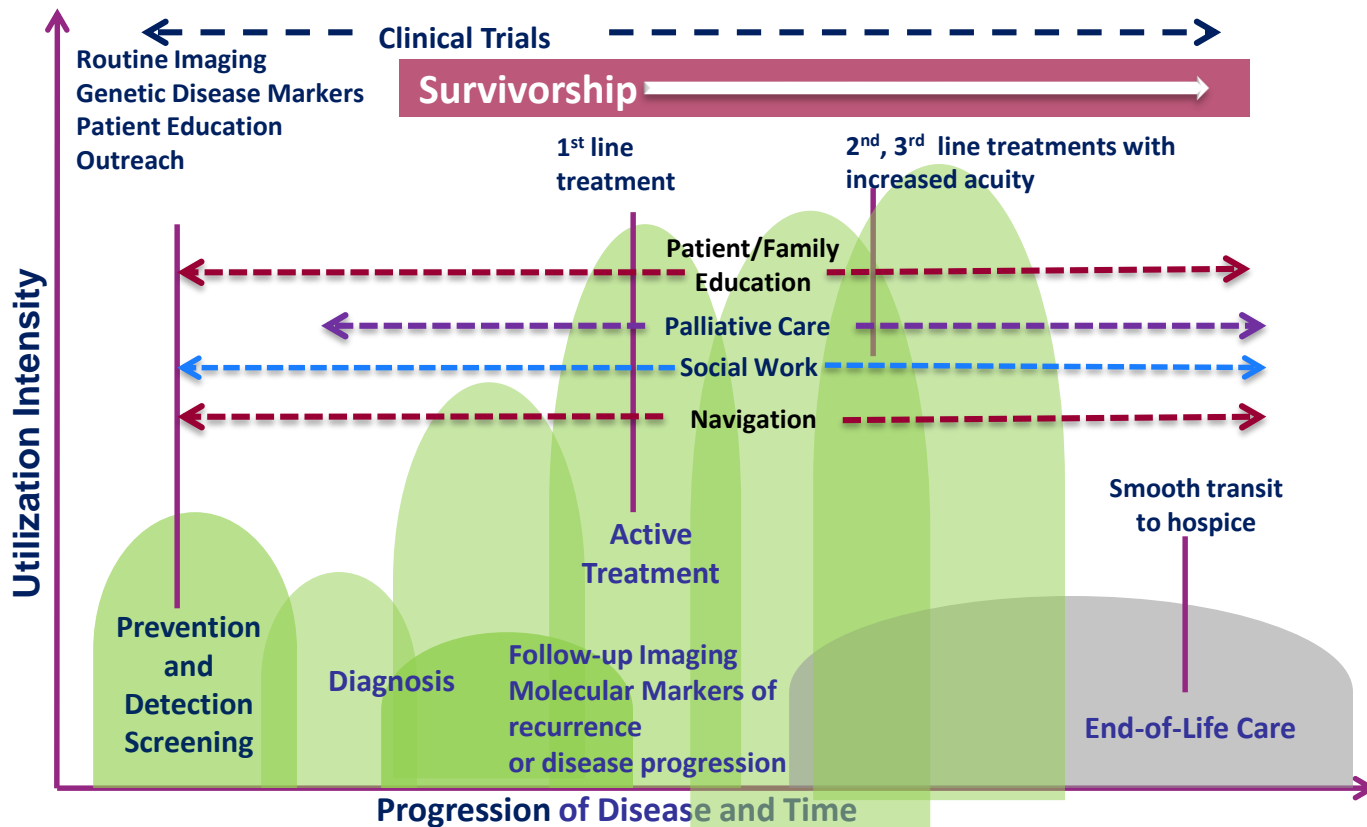 Clinical Trials
Routine Imaging
Genetic Disease Markers
Patient Education
Outreach
Survivorship
1st line
treatment
2nd, 3rd line treatments with
increased acuity
Patient/Family
Education
Palliative Care
Social Work
Navigation
Smooth transit
to hospice
Active
Treatment
Prevention
and
Detection
Screening
Diagnosis
Follow-up Imaging
Molecular Markers of
recurrence
or disease progression
End-of-Life Care
Utilization Intensity
Progression of Disease and Time